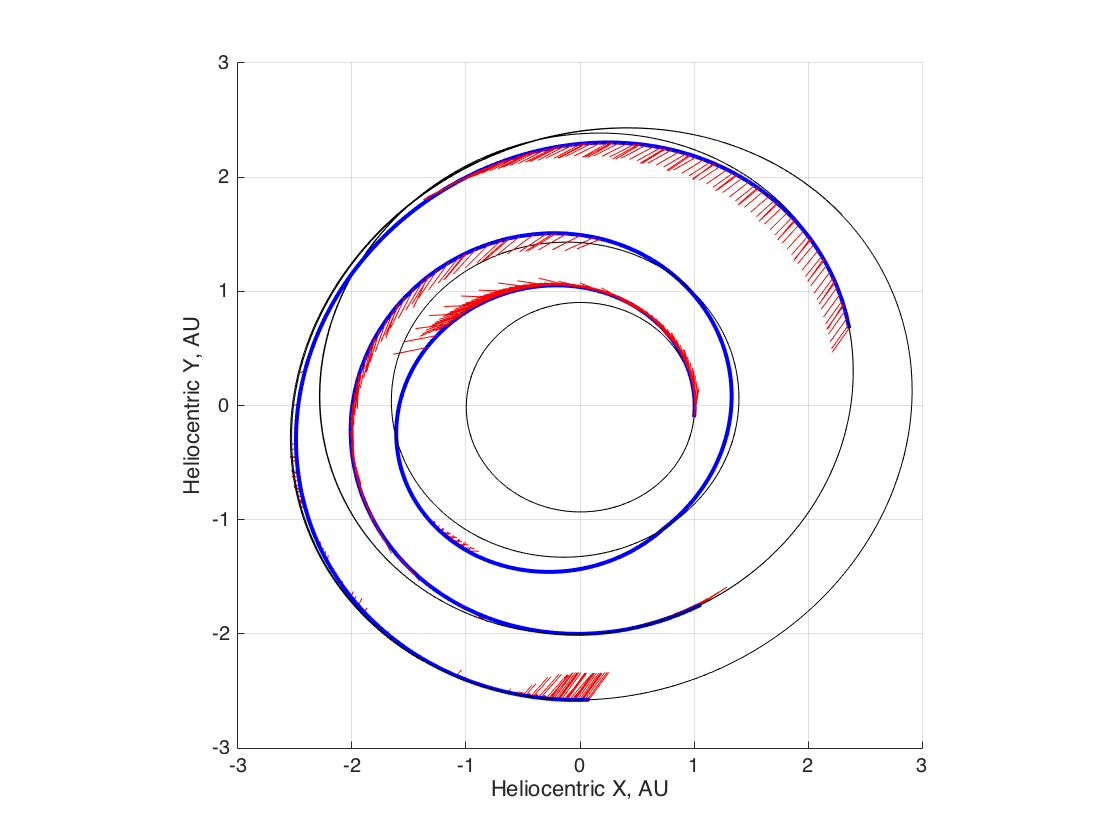 3
2
1
0
-1
-2
-3
-3 -2 -1 0 1 2 3
Heliocentric X, AU
Heliocentric Y, AU